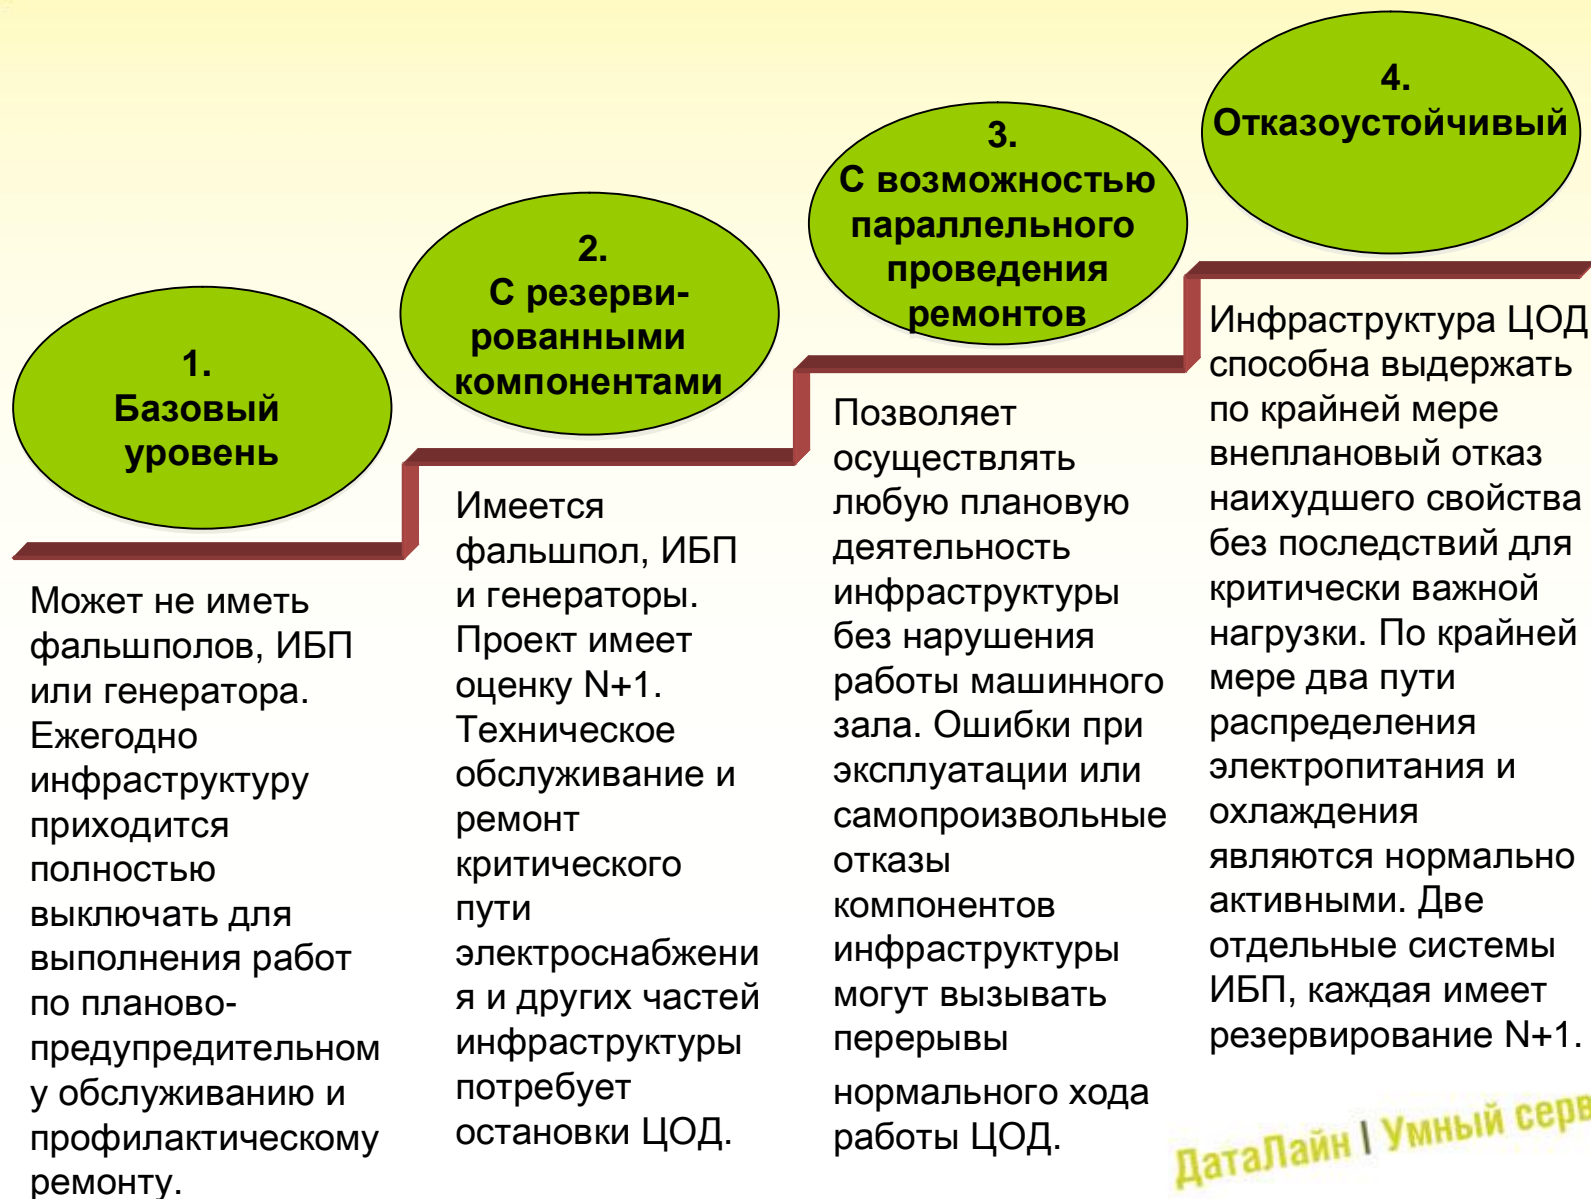 1.
Базовый
уровень
Может не иметь
фальшполов, ИБП
или генератора.
Ежегодно
инфраструктуру
приходится
полностью
выключать для
выполнения работ
по планово-
предупредительном
у обслуживанию и
профилактическому
ремонту.
2.
С резерви-
рованными
компонентами
Имеется
фальшпол, ИБП
и генераторы.
Проект имеет
оценку N+1.
Техническое
обслуживание и
ремонт
критического
пути
электроснабжени
я и других частей
инфраструктуры
потребует
остановки ЦОД.
3.
С возможностью
параллельного
проведения
ремонтов
Позволяет
осуществлять
любую плановую
деятельность
инфраструктуры
без нарушения
работы машинного
зала. Ошибки при
эксплуатации или
самопроизвольные
отказы
компонентов
инфраструктуры
могут вызывать
перерывы
нормального хода
работы ЦОД.
4.
Отказоустойчивый
Инфраструктура ЦОД
способна выдержать
по крайней мере
внеплановый отказ
наихудшего свойства
без последствий для
критически важной
нагрузки. По крайней
мере два пути
распределения
электропитания и
охлаждения
являются нормально
активными. Две
отдельные системы
ИБП, каждая имеет
резервирование N+1.
ДатаЛайн | Умный серв